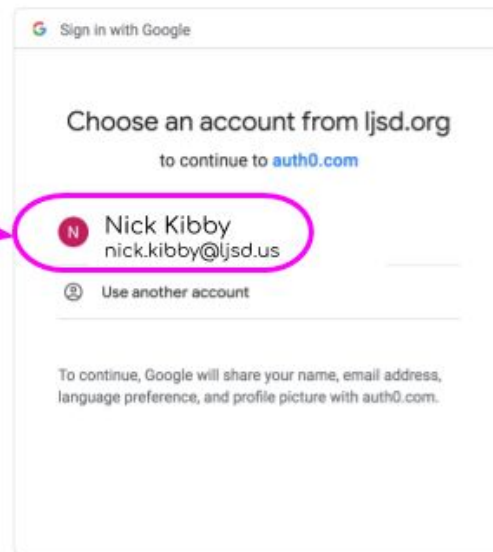 Sign in with Google
Choose an account from ljsd.org
to continue to auth0.com
N
Nick Kibby
nick.kibby@ljsd.us
Use another account
To continue, Google will share your name, email address,
language preference, and profile picture with auth0.com.